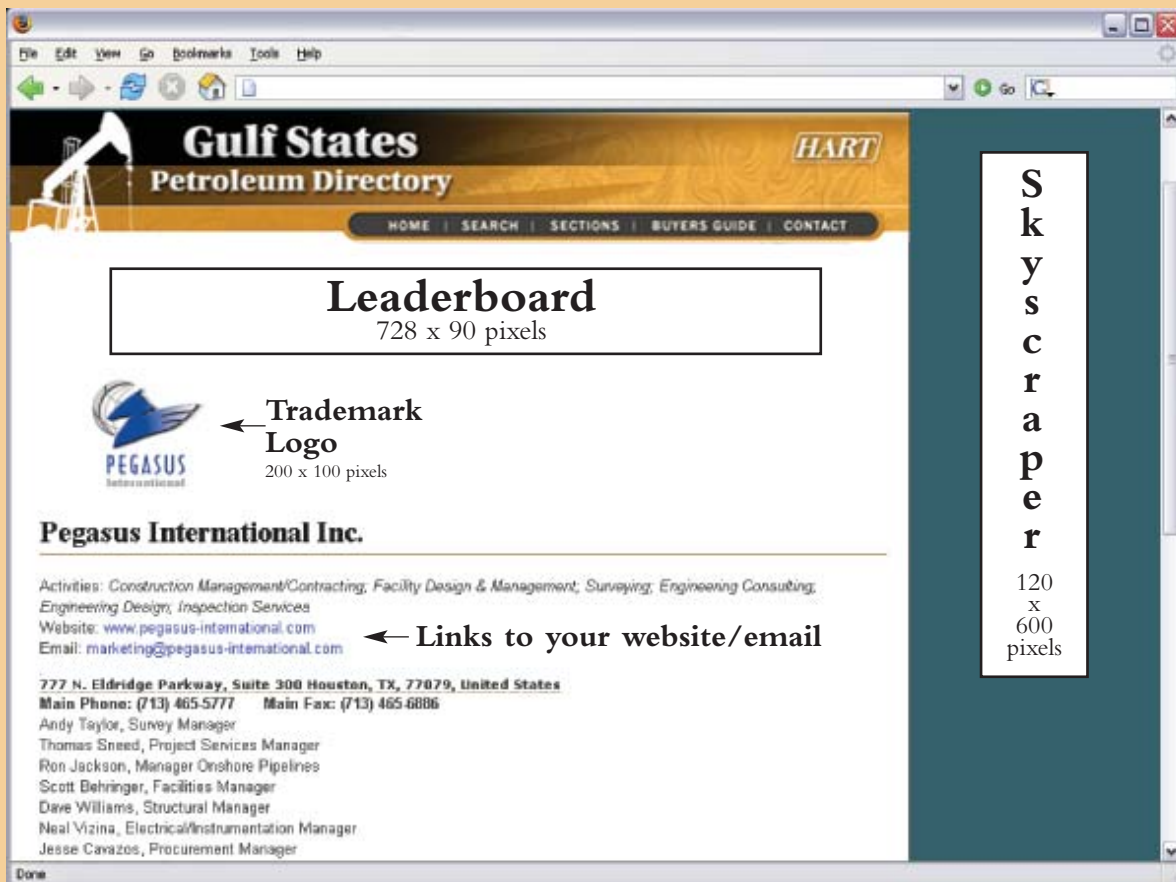 File Edit View Go Bookmarks Tools Help
Go
Gulf States
Petroleum Directory
HART
HOME | SEARCH | SECTIONS | BUYERS GUIDE | CONTACT
Leaderboard
728 x 90 pixels
PEGASUS
International
Trademark
Logo
200 x 100 pixels
Pegasus International Inc.
Activities: Construction Management/Contracting; Facility Design & Management; Surveying; Engineering Consulting;
Engineering Design; Inspection Services
Website: www.pegasus-international.com
Email: marketing@pegasus-international.com
Links to your website/email
777 N. Eldridge Parkway, Suite 300 Houston, TX, 77079, United States
Main Phone: (713) 465-5777 Main Fax: (713) 465-6886
Andy Taylor, Survey Manager
Thomas Sneed, Project Services Manager
Ron Jackson, Manager Onshore Pipelines
Scott Behringer, Facilities Manager
Dave Williams, Structural Manager
Neal Vizina, Electrical/Instrumentation Manager
Jesse Cavazos, Procurement Manager
Skyscraper
120
x
600
pixels
Done